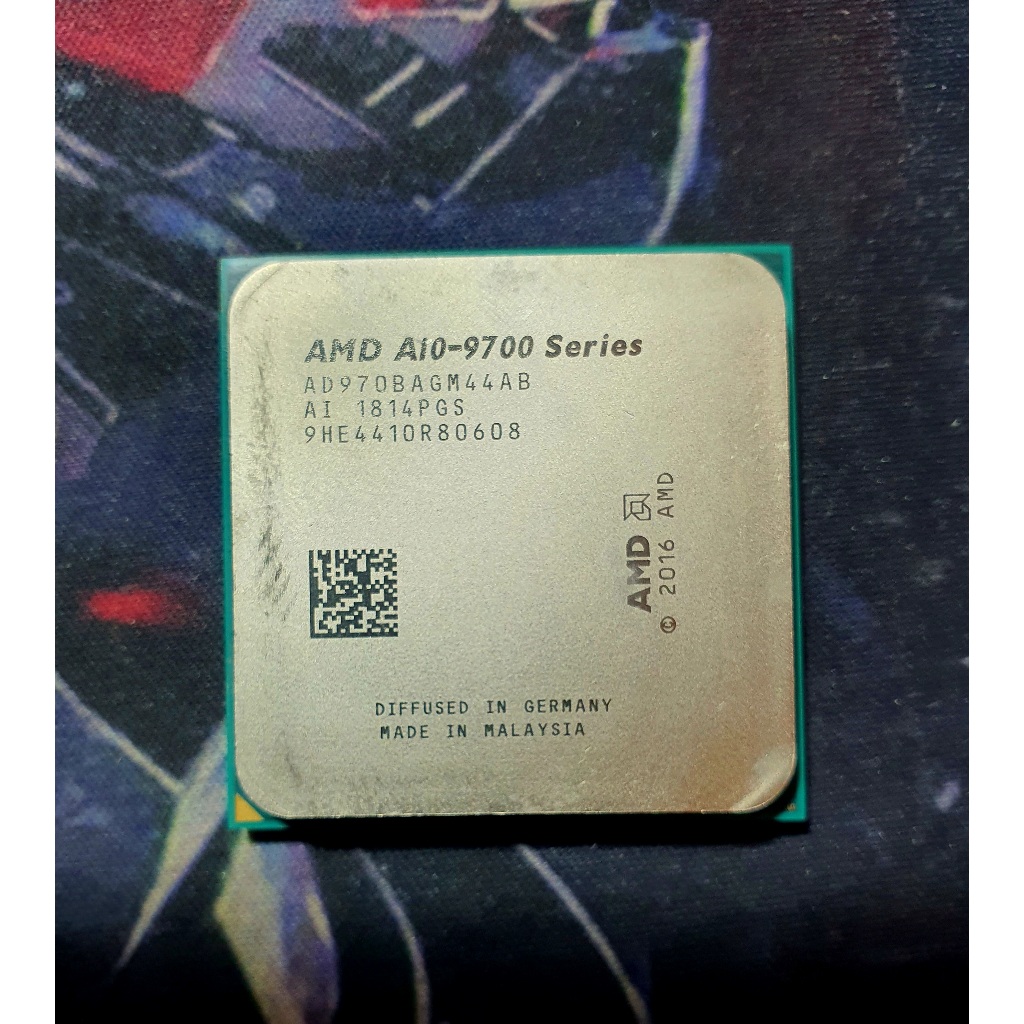 AMD A10-9700 Series
AD970BAGM44AB
AI 1814PGS
9HE4410R80608
AMD
© 2016 AMD
DIFFUSED IN GERMANY
MADE IN MALAYSIA